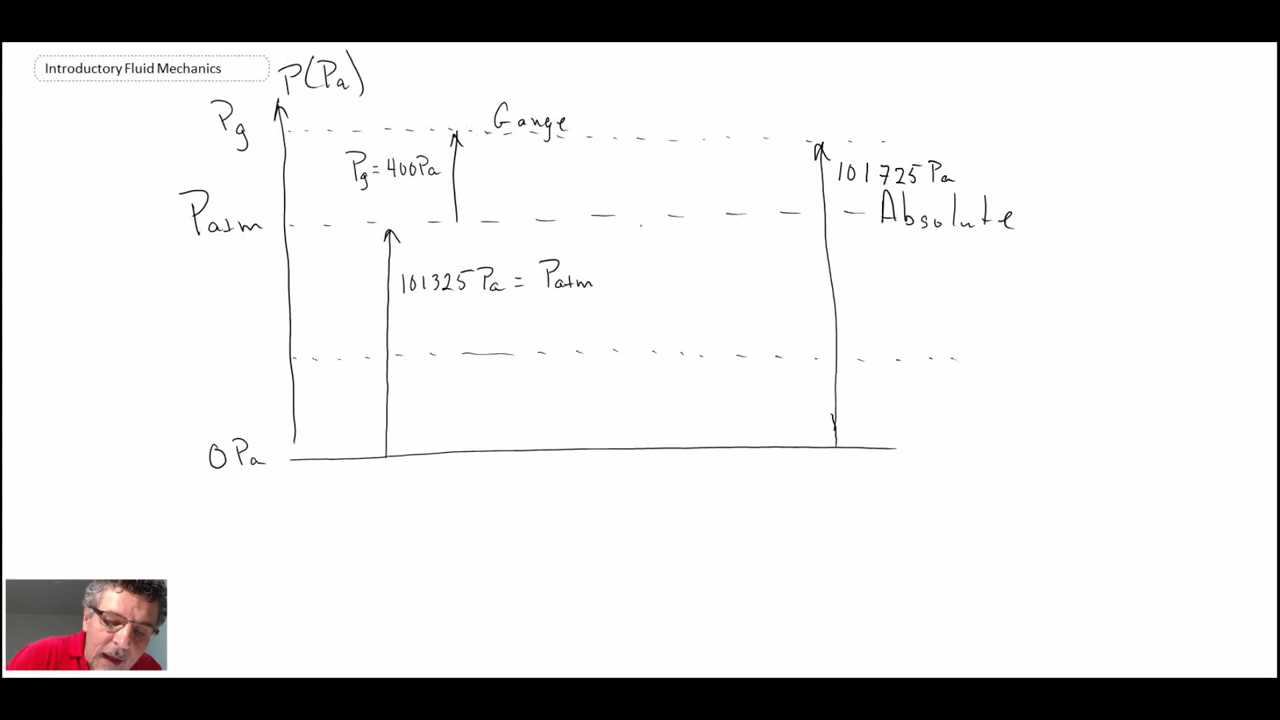 Introductory Fluid Mechanics
P(Pa)
Pg
Gauge
Pg = 400Pa
101725 Pa
Patm
Absolute
101325 Pa = Patm
0 Pa